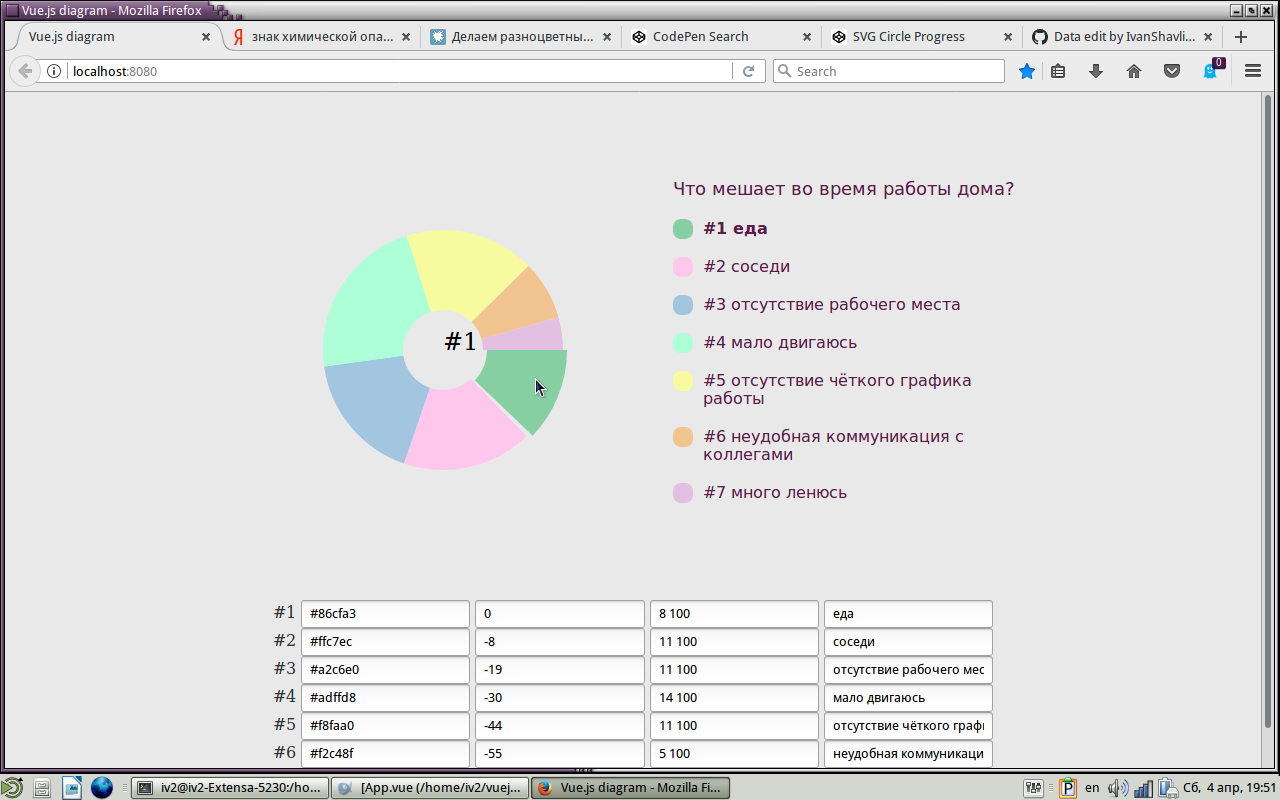 Vue.js diagram - Mozilla Firefox
Vue.js diagram
знак химической опа...
Делаем разноцветны...
CodePen Search
SVG Circle Progress
Data edit by IvanShavli...
localhost:8080
Search
0
Что мешает во время работы дома?
#1 еда
#2 соседи
#3 отсутствие рабочего места
#4 мало двигаюсь
#5 отсутствие чёткого графика
работы
#6 неудобная коммуникация с
коллегами
#7 много ленюсь
#1
#1 #86cfa3 0 8 100 еда
#2 #ffc7ec -8 11 100 соседи
#3 #a2c6e0 -19 11 100 отсутствие рабочего мес
#4 #adffd8 -30 14 100 мало двигаюсь
#5 #f8faa0 -44 11 100 отсутствие чёткого графи
#6 #f2c48f -55 5 100 неудобная коммуникаци
iv2@iv2-Extensa-5230:/ho...
[App.vue (/home/iv2/vuej...
Vue.js diagram - Mozilla Fi...
en
Сб, 4 апр, 19:51